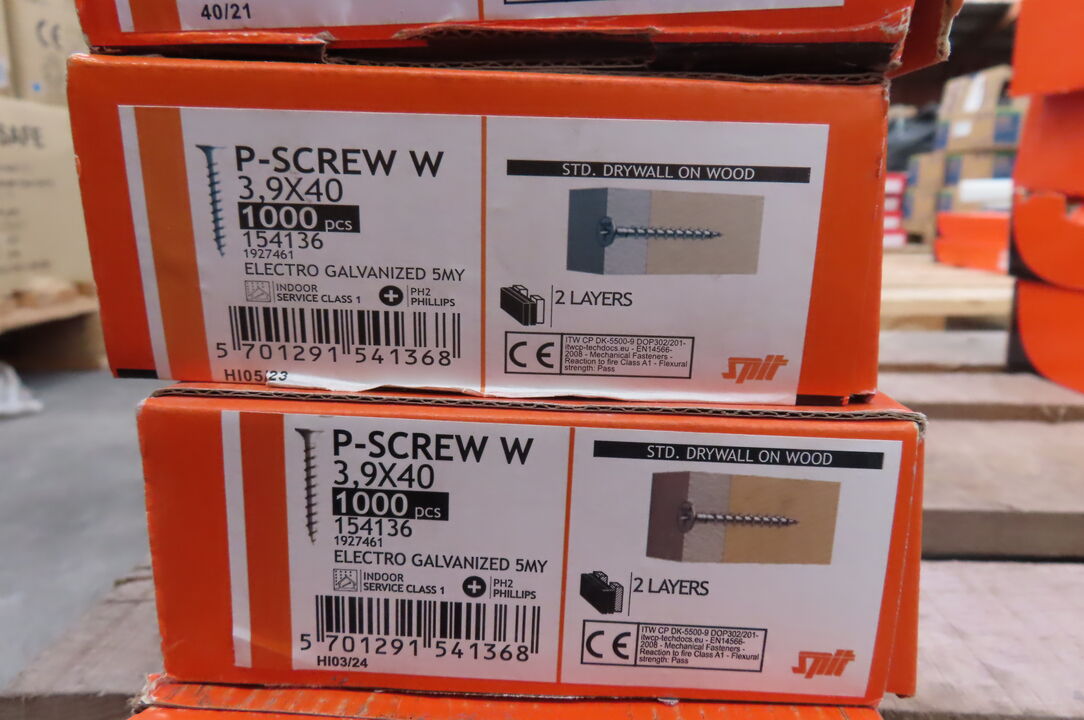 40/21
P-SCREW W
3,9X40
1000 pcs
154136
1927461
ELECTRO GALVANIZED 5MY
INDOOR
SERVICE CLASS 1
PH2
PHILLIPS
5 701291 541368
HI05/23
STD. DRYWALL ON WOOD
2 LAYERS
CE
ITW CP DK-5500-9 DOP302/201-
itwcp-techdocs.eu - EN14566-
2008 - Mechanical Fasteners -
Reaction to fire Class A1 - Flexural
strength: Pass
spit
P-SCREW W
3,9X40
1000 pcs
154136
1927461
ELECTRO GALVANIZED 5MY
INDOOR
SERVICE CLASS 1
PH2
PHILLIPS
5 701291 541368
HI03/24
STD. DRYWALL ON WOOD
2 LAYERS
CE
ITW CP DK-5500-9 DOP302/201-
itwcp-techdocs.eu - EN14566-
2008 - Mechanical Fasteners -
Reaction to fire Class A1 - Flexural
strength: Pass
spit
CE